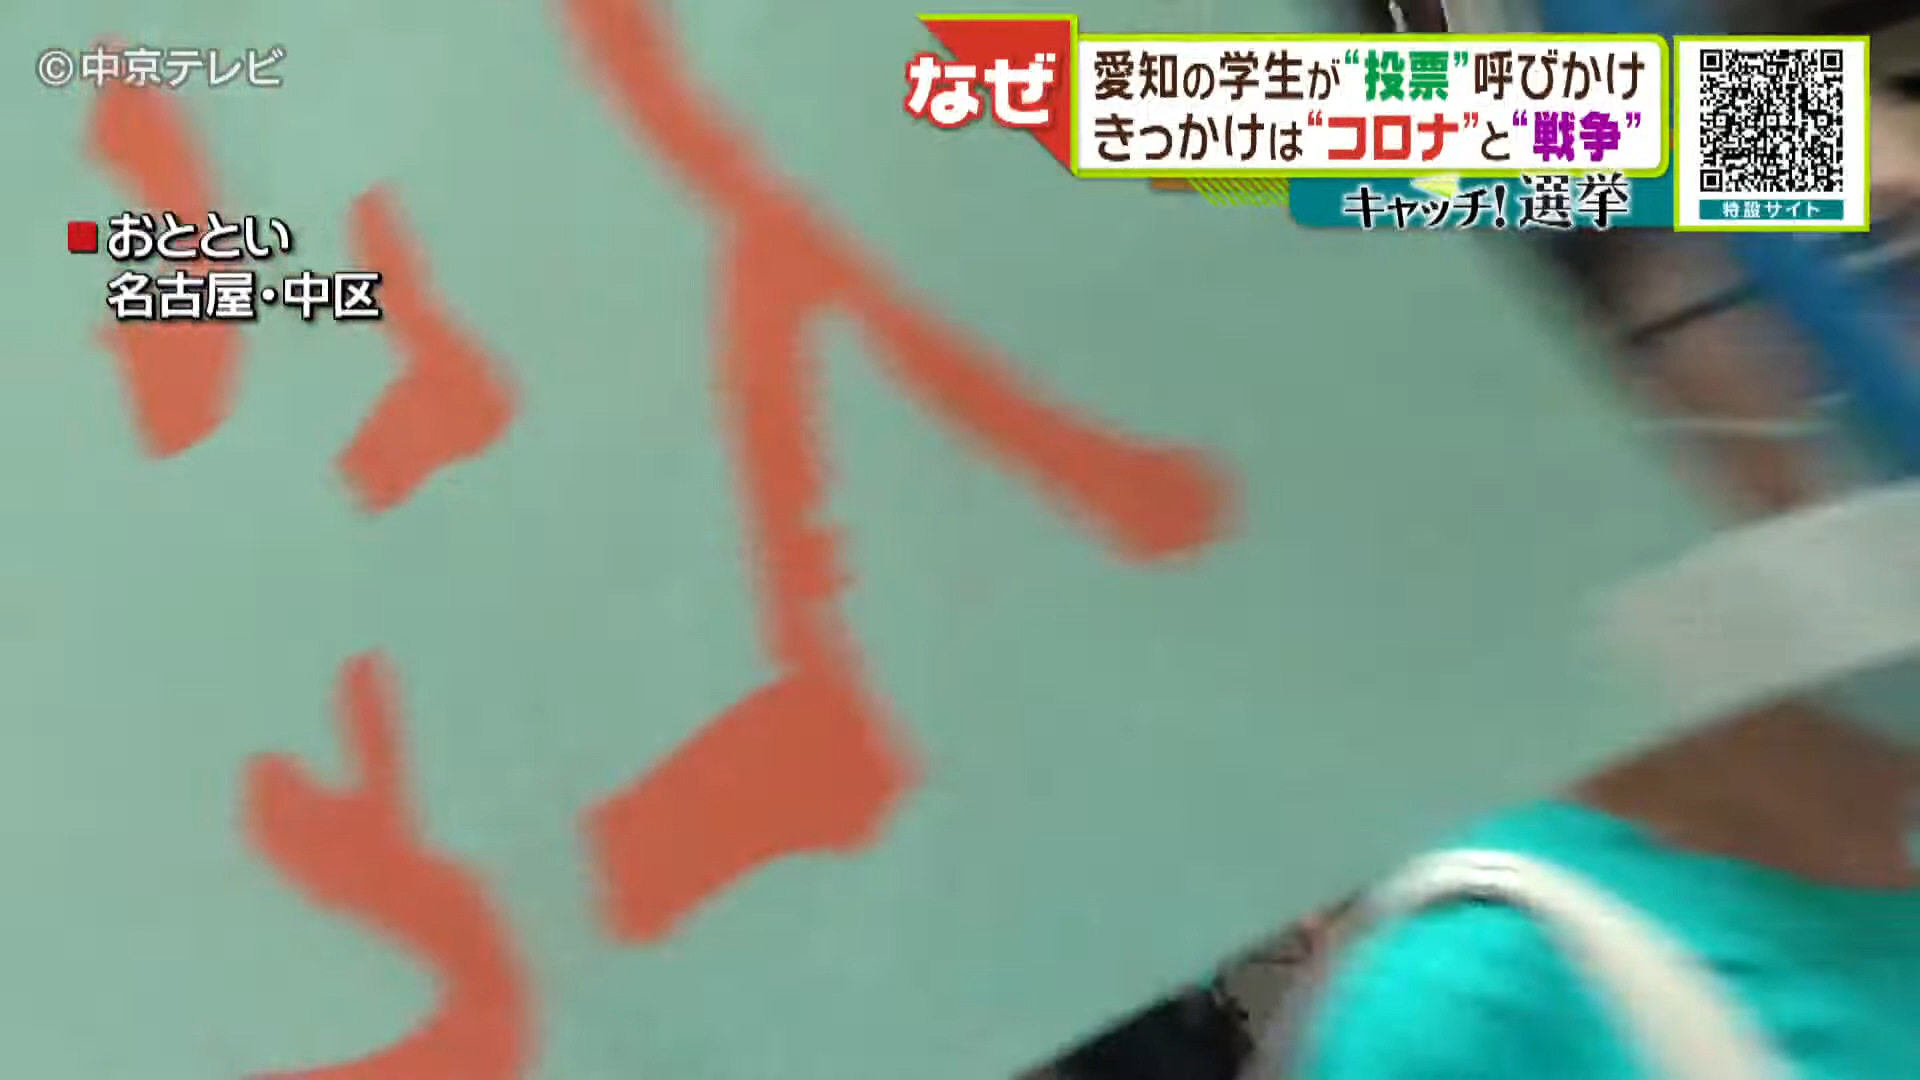 ©中京テレビ
なぜ
愛知の学生が“投票”呼びかけ
きっかけは“コロナ”と“戦争”
キャッチ!選挙
特設サイト
おととい
名古屋・中区